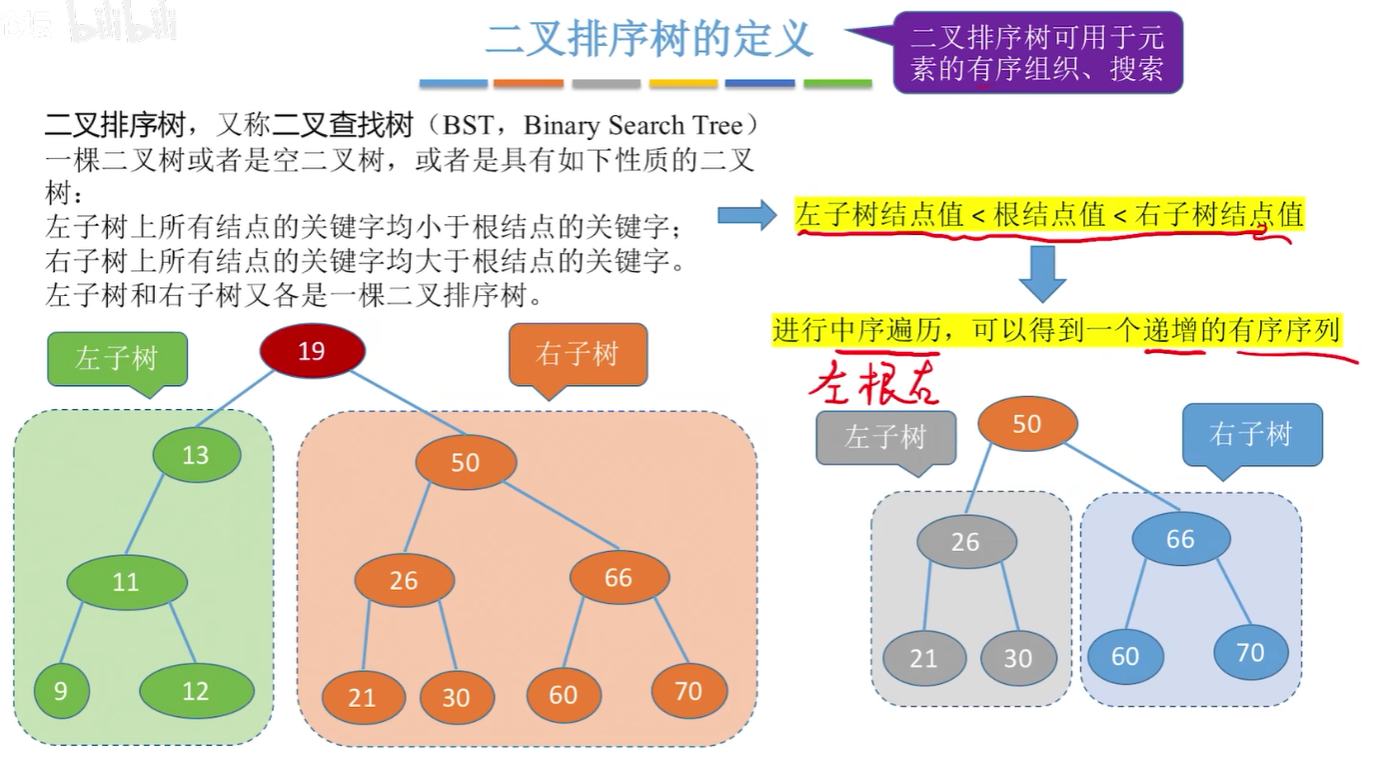 bilibili
二叉排序树的定义
二叉排序树可用于元
素的有序组织、搜索
二叉排序树，又称二叉查找树（BST，Binary Search Tree）
一棵二叉树或者是空二叉树，或者是具有如下性质的二叉
树：
左子树上所有结点的关键字均小于根结点的关键字；
右子树上所有结点的关键字均大于根结点的关键字。
左子树和右子树又各是一棵二叉排序树。
左子树结点值 < 根结点值 < 右子树结点值
进行中序遍历，可以得到一个递增的有序序列
左根右
左子树
19
右子树
13
50
11
26
66
9
12
21
30
60
70
左子树
50
右子树
26
66
21
30
60
70